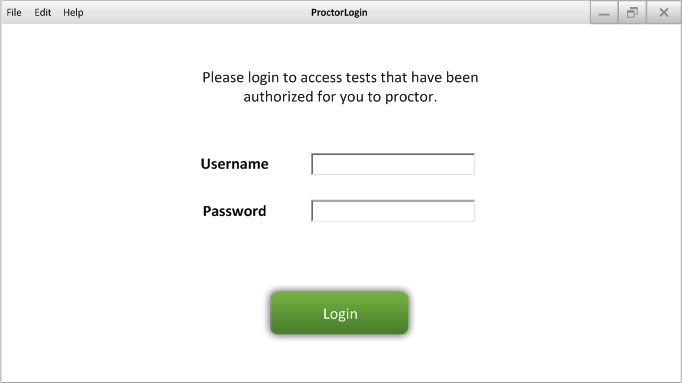 File Edit Help ProctorLogin
Please login to access tests that have been
authorized for you to proctor.
Username
Password
Login